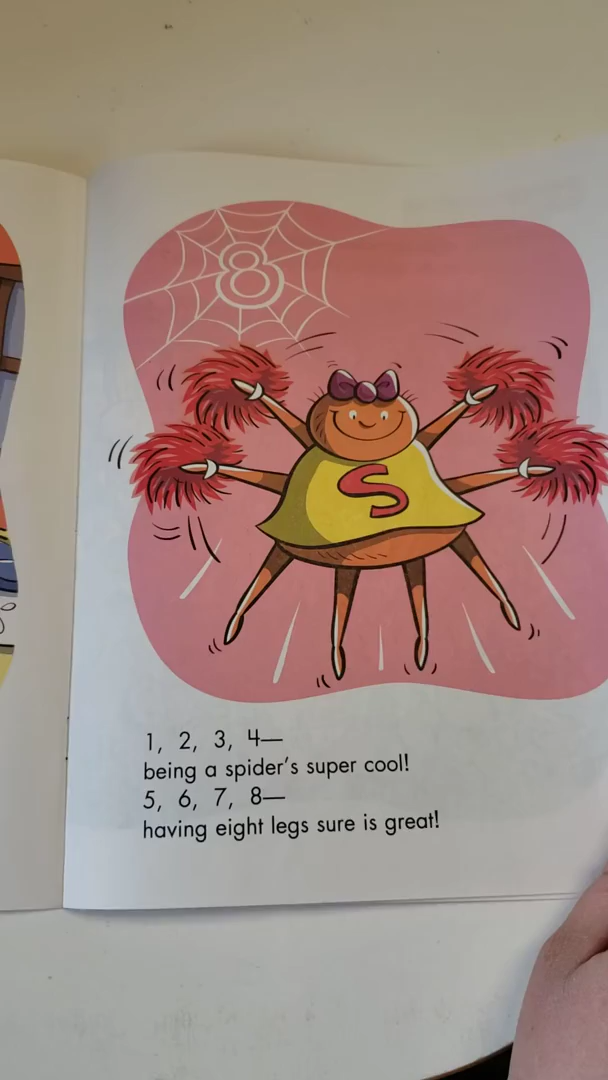 8
S
1, 2, 3, 4—
being a spider's super cool!
5, 6, 7, 8—
having eight legs sure is great!